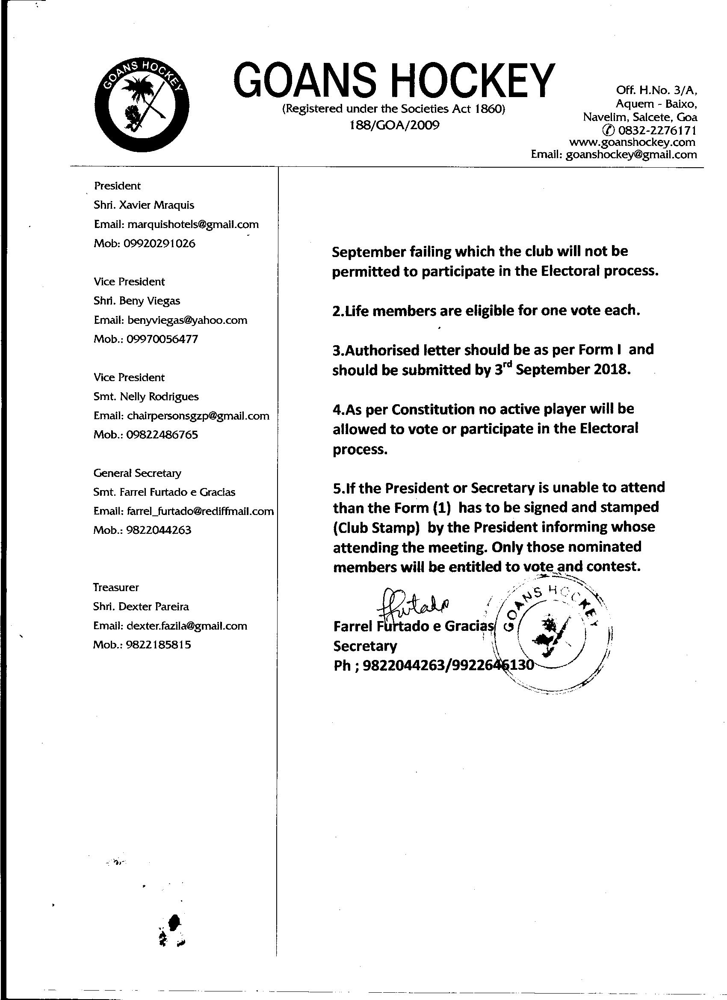 GOANS HOCKEY
GOANS HOCKEY
(Registered under the Societies Act 1860)
188/GOA/2009
Off. H.No. 3/A,
Aquem - Baixo,
Navelim, Salcete, Goa
✆ 0832-2276171
www.goanshockey.com
Email: goanshockey@gmail.com
President
Shri. Xavier Mraquis
Email: marquishotels@gmail.com
Mob: 09920291026
Vice President
Shri. Beny Viegas
Email: benyviegas@yahoo.com
Mob.: 09970056477
Vice President
Smt. Nelly Rodrigues
Email: chairpersonsgzp@gmail.com
Mob.: 09822486765
General Secretary
Smt. Farrel Furtado e Gracias
Email: farrel_furtado@rediffmail.com
Mob.: 9822044263
Treasurer
Shri. Dexter Pareira
Email: dexter.fazila@gmail.com
Mob.: 9822185815
September failing which the club will not be
permitted to participate in the Electoral process.
2.Life members are eligible for one vote each.
3.Authorised letter should be as per Form I and
should be submitted by 3rd September 2018.
4.As per Constitution no active player will be
allowed to vote or participate in the Electoral
process.
5.If the President or Secretary is unable to attend
than the Form (1) has to be signed and stamped
(Club Stamp) by the President informing whose
attending the meeting. Only those nominated
members will be entitled to vote and contest.
ffurtado
Farrel Furtado e Gracias
Secretary
Ph ; 9822044263/9922646130
GOANS HOCKEY